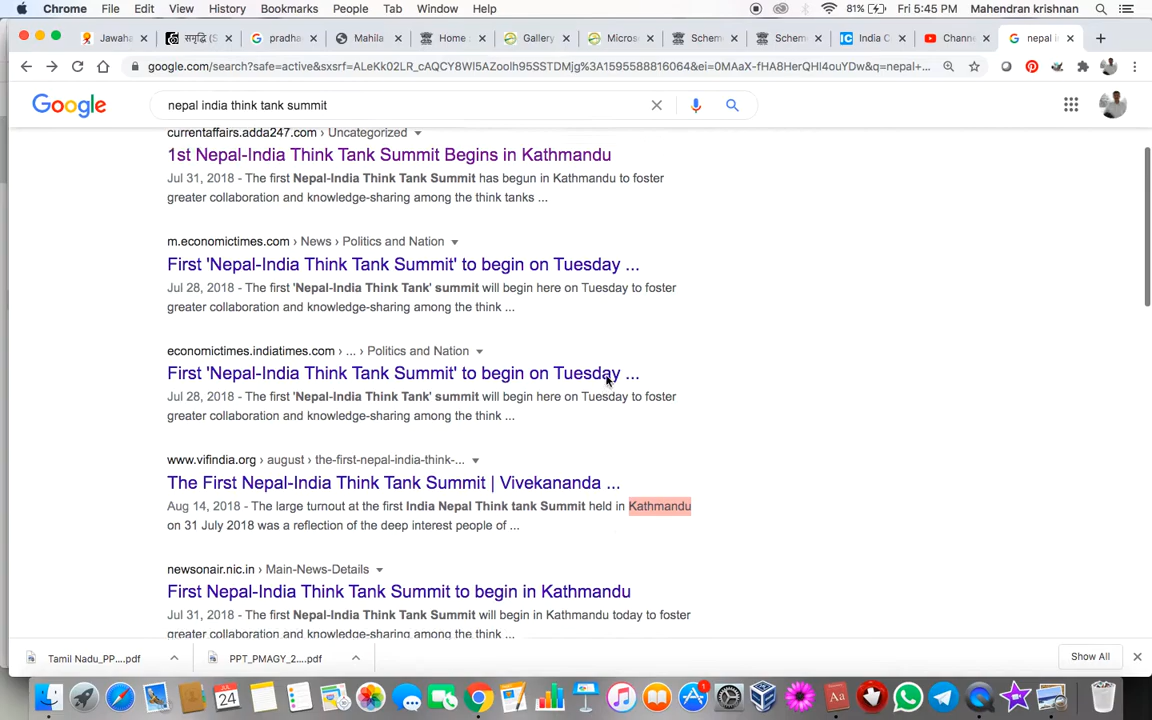 Chrome File Edit View History Bookmarks People Tab Window Help 81% Fri 5:45 PM Mahendran krishnan
Jawaha समृद्धि (S pradha Mahila Home Gallery Micros Schem Schem India C Channe nepal i
google.com/search?safe=active&sxsrf=ALeKk02LR_cAQCY8WI5AZoolh95SSTDMjg%3A1595588816064&ei=0MAaX-fHA8HerQHI4ouYDw&q=nepal+...
Google nepal india think tank summit
currentaffairs.adda247.com › Uncategorized
1st Nepal-India Think Tank Summit Begins in Kathmandu
Jul 31, 2018 - The first Nepal-India Think Tank Summit has begun in Kathmandu to foster
greater collaboration and knowledge-sharing among the think tanks ...
m.economictimes.com › News › Politics and Nation
First 'Nepal-India Think Tank Summit' to begin on Tuesday ...
Jul 28, 2018 - The first 'Nepal-India Think Tank' summit will begin here on Tuesday to foster
greater collaboration and knowledge-sharing among the think ...
economictimes.indiatimes.com › ... › Politics and Nation
First 'Nepal-India Think Tank Summit' to begin on Tuesday ...
Jul 28, 2018 - The first 'Nepal-India Think Tank' summit will begin here on Tuesday to foster
greater collaboration and knowledge-sharing among the think ...
www.vifindia.org › august › the-first-nepal-india-think-...
The First Nepal-India Think Tank Summit | Vivekananda ...
Aug 14, 2018 - The large turnout at the first India Nepal Think tank Summit held in Kathmandu
on 31 July 2018 was a reflection of the deep interest people of ...
newsonair.nic.in › Main-News-Details
First Nepal-India Think Tank Summit to begin in Kathmandu
Jul 31, 2018 - The first Nepal-India Think Tank Summit will begin in Kathmandu today to foster
greater collaboration and knowledge-sharing among the think ...
Tamil Nadu_PP....pdf PPT_PMAGY_2....pdf Show All
JUL 24 Aa 1